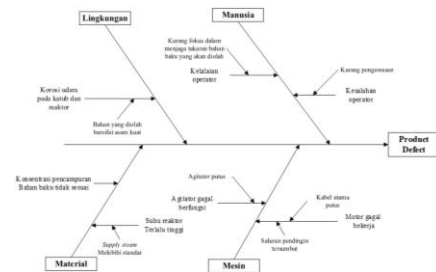 Lingkungan
Manusia
Kurang fokus dalam
menjaga takaran bahan
baku yang akan diolah
Kelalaian
operator
Kurang pengawasan
Kesalahan
operator
Korosi udara
pada katub dan
reaktor
Bahan yang diolah
bersifat asam kuat
Product
Defect
Konsentrasi pencampuran
Bahan baku tidak sesuai
Suhu reaktor
Terlalu tinggi
Supply steam
Melebihi standar
Material
Agitator putus
Agitator gagal
berfungsi
Kabel utama
putus
Motor gagal
bekerja
Saluran pendingin
tersumbat
Mesin